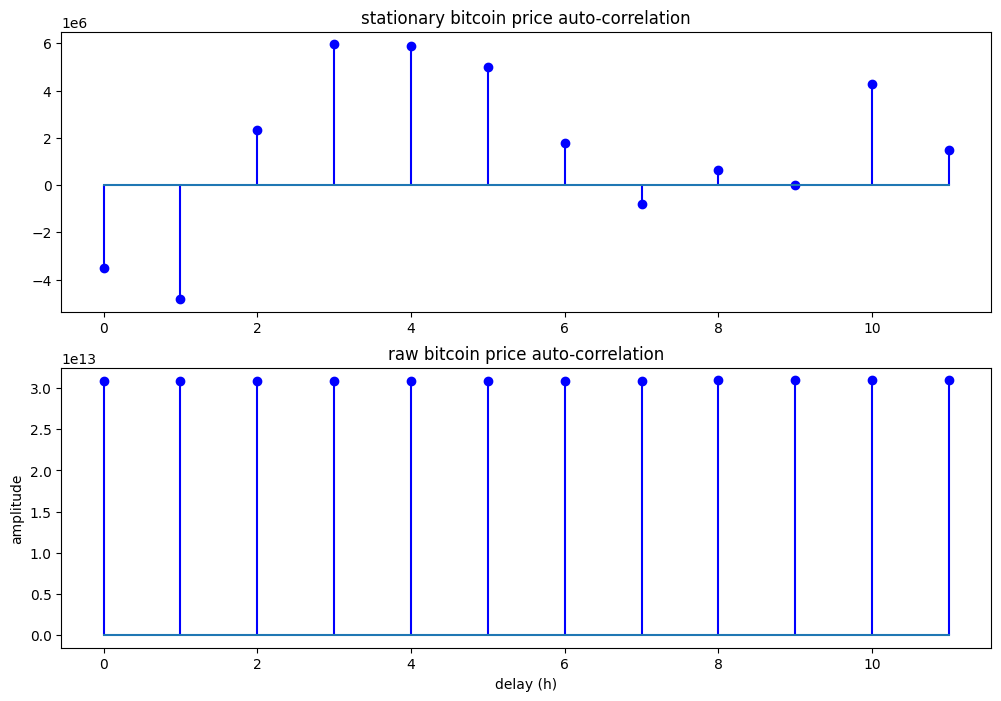 stationary bitcoin price auto-correlation
1e6
6
4
2
0
−2
−4
0 2 4 6 8 10
raw bitcoin price auto-correlation
1e13
3.0
2.5
2.0
1.5
1.0
0.5
0.0
amplitude
0 2 4 6 8 10
delay (h)